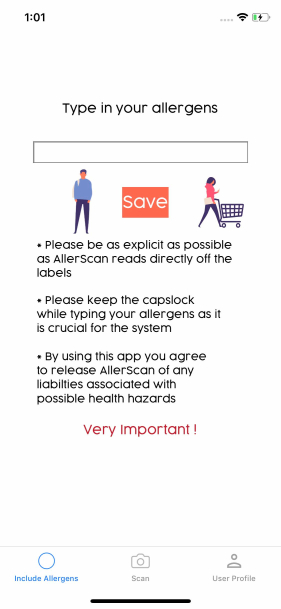 1:01
Type in your allergens
Save
* Please be as explicit as possible
as AllerScan reads directly off the
labels
* Please keep the capslock
while typing your allergens as it
is crucial for the system
* By using this app you agree
to release AllerScan of any
liabilties associated with
possible health hazards
Very Important !
Include Allergens
Scan
User Profile